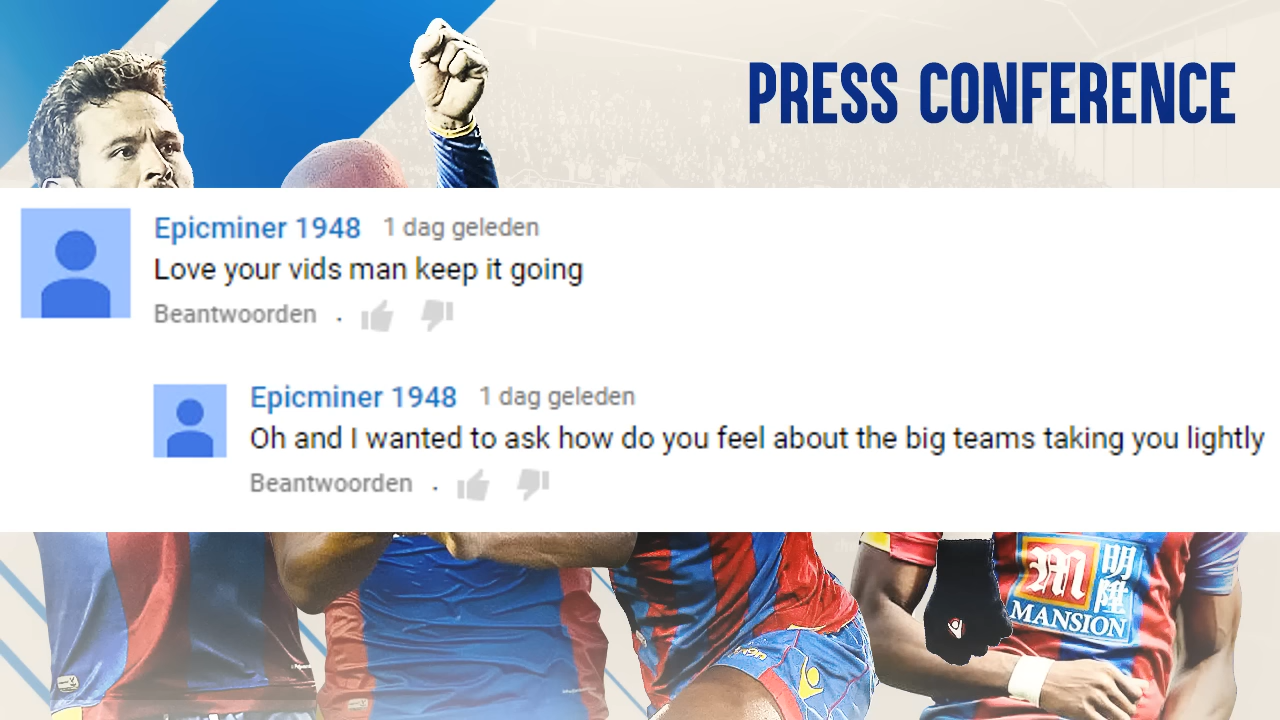 PRESS CONFERENCE
Epicminer 1948 1 dag geleden
Love your vids man keep it going
Beantwoorden .
Epicminer 1948 1 dag geleden
Oh and I wanted to ask how do you feel about the big teams taking you lightly
Beantwoorden .
M 明陞
MANSION